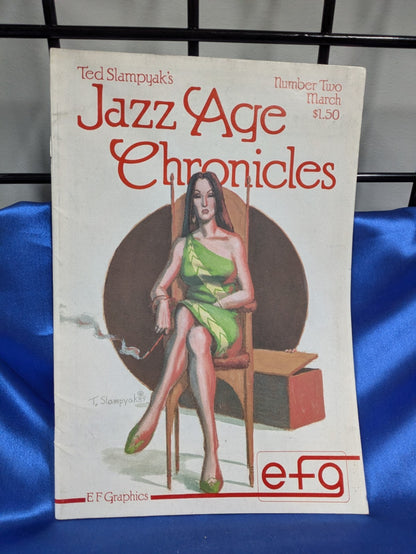 Ted Slampyak's
Number Two
March
$1.50
Jazz Age
Chronicles
T. Slampyak
efg
E F Graphics